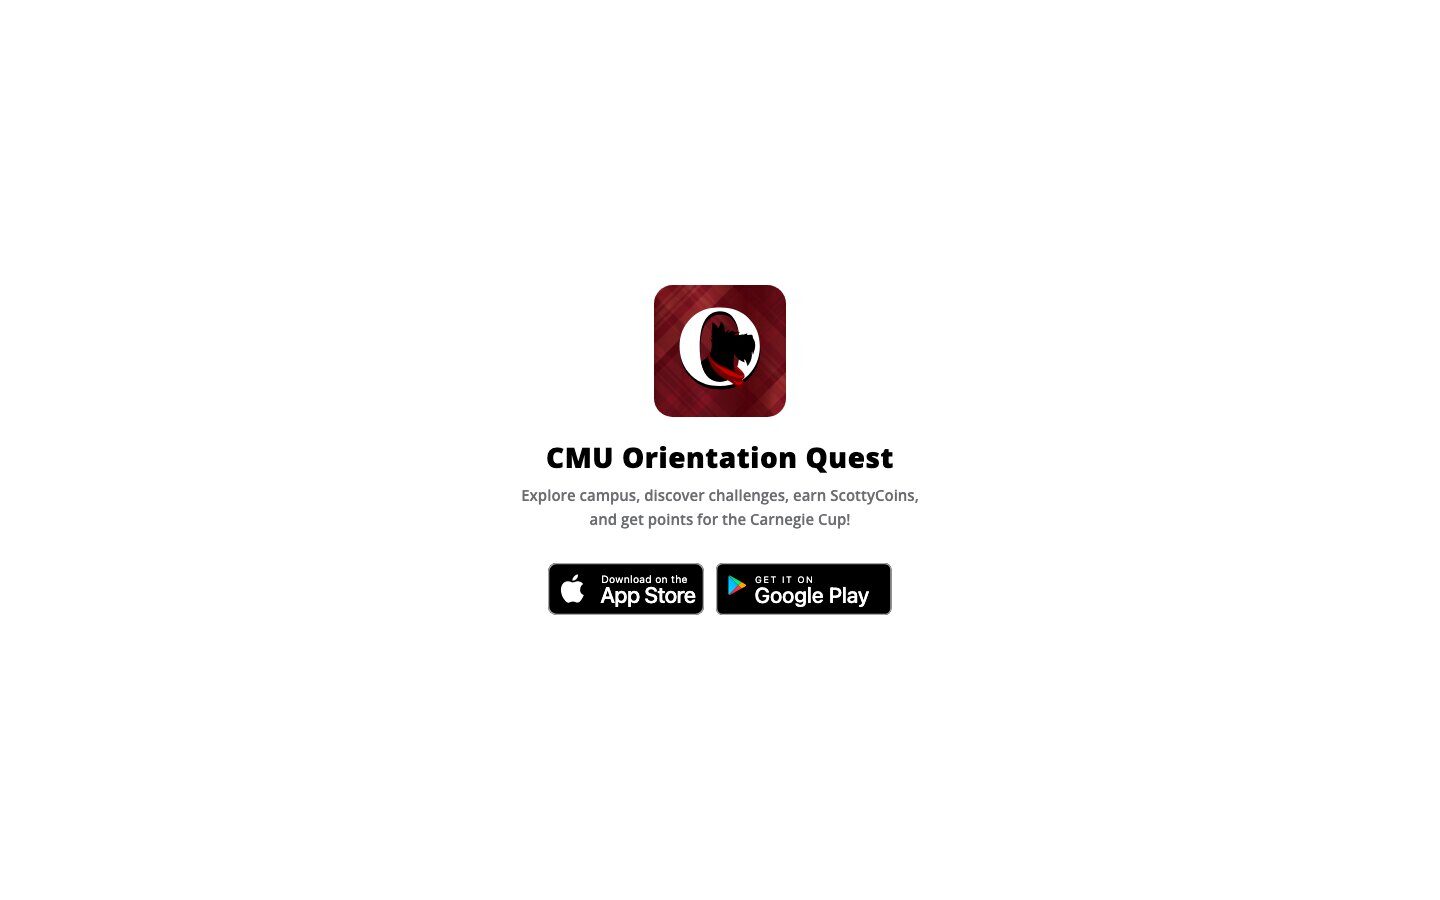 CMU Orientation Quest
Explore campus, discover challenges, earn ScottyCoins,
and get points for the Carnegie Cup!
Download on the
App Store
GET IT ON
Google Play